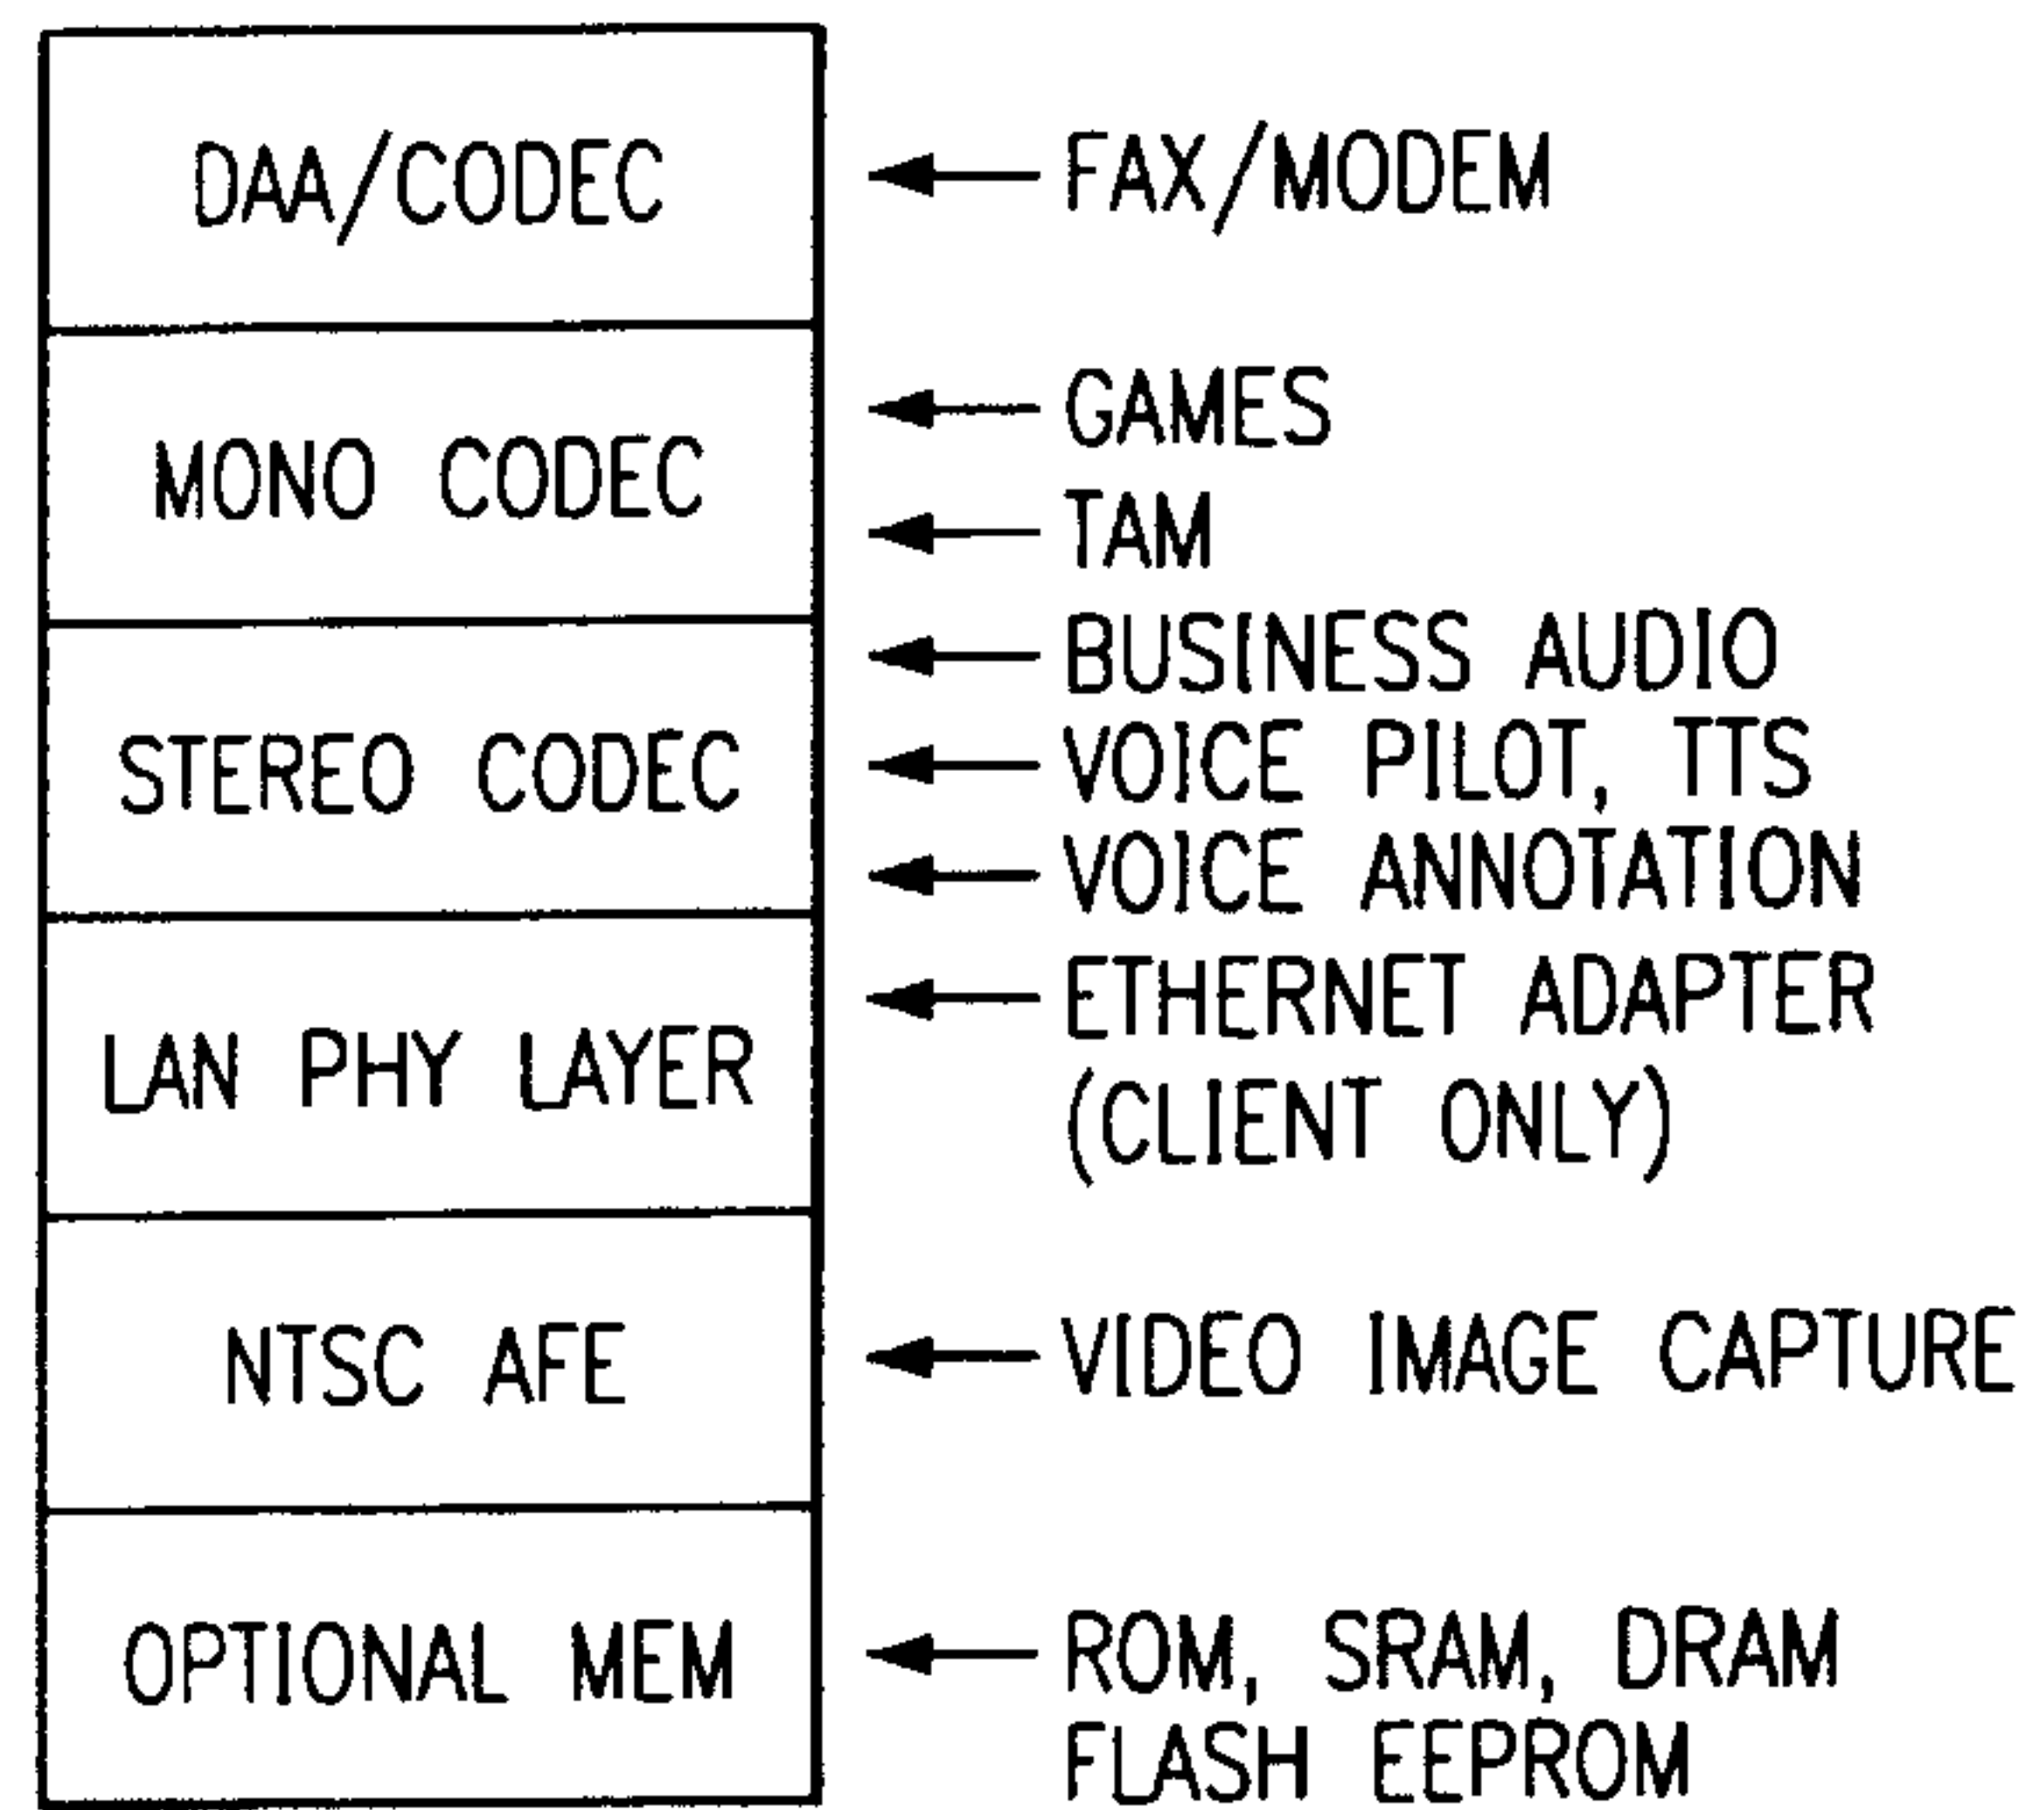 DAA/CODEC
FAX/MODEM
MONO CODEC
GAMES
TAM
STEREO CODEC
BUSINESS AUDIO
VOICE PILOT, TTS
VOICE ANNOTATION
LAN PHY LAYER
ETHERNET ADAPTER
(CLIENT ONLY)
NTSC AFE
VIDEO IMAGE CAPTURE
OPTIONAL MEM
ROM, SRAM, DRAM
FLASH EEPROM